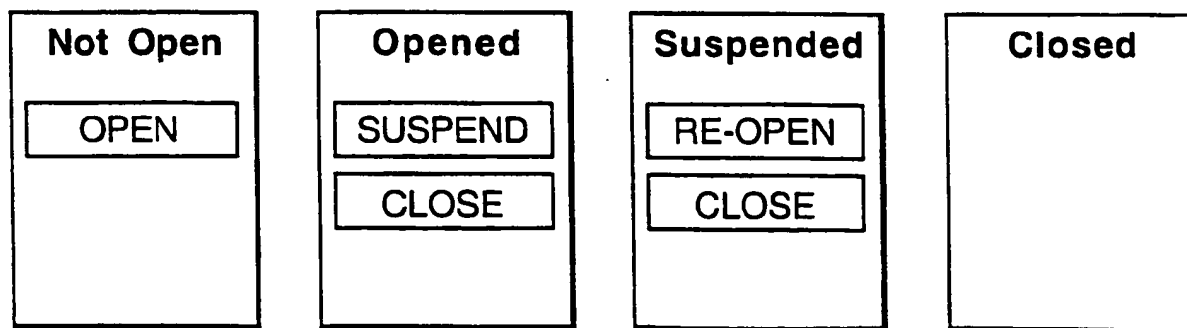 Not Open
OPEN
Opened
SUSPEND
CLOSE
Suspended
RE-OPEN
CLOSE
Closed